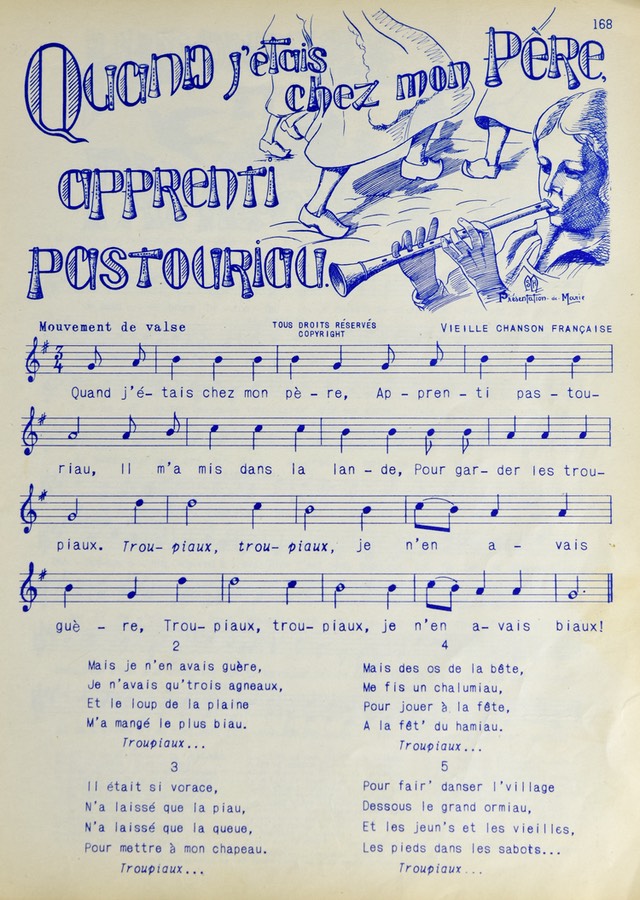 168
Quand j'étais chez mon Père,
apprenti
pastouriau.
Présentation de Marie
Mouvement de valse
TOUS DROITS RÉSERVÉS
COPYRIGHT
VIEILLE CHANSON FRANÇAISE
3
4
Quand j'é- tais chez mon pè - re, Ap - pren - ti pas - tou-
riau, Il m'a mis dans la lan - de, Pour gar- der les trou-
piaux. Trou- piaux, trou- piaux, je n'en a - vais
guè - re, Trou- piaux, trou- piaux, je n'en a- vais biaux!
2
Mais je n'en avais guère,
Je n'avais qu'trois agneaux,
Et le loup de la plaine
M'a mangé le plus biau.
Troupiaux...
3
Il était si vorace,
N'a laissé que la piau,
N'a laissé que la queue,
Pour mettre à mon chapeau.
Troupiaux...
4
Mais des os de la bête,
Me fis un chalumiau,
Pour jouer à la fête,
A la fêt' du hamiau.
Troupiaux...
5
Pour fair' danser l'village
Dessous le grand ormiau,
Et les jeun's et les vieilles,
Les pieds dans les sabots...
Troupiaux...